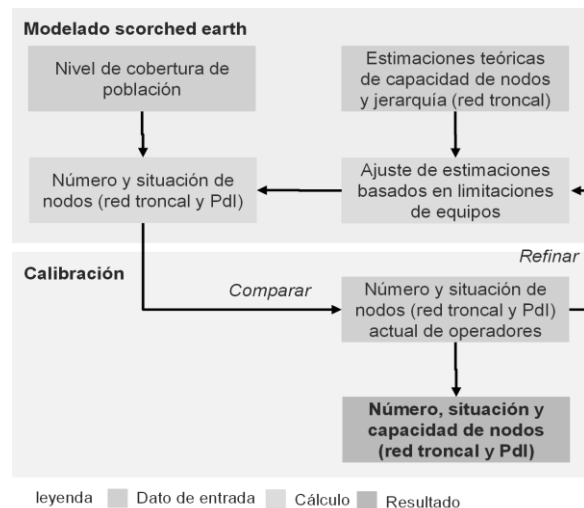 Modelado scorched earth
Nivel de cobertura de
población
Estimaciones teóricas
de capacidad de nodos
y jerarquía (red troncal)
Número y situación de
nodos (red troncal y PdI)
Ajuste de estimaciones
basados en limitaciones
de equipos
Calibración
Refinar
Comparar
Número y situación de
nodos (red troncal y PdI)
actual de operadores
Número, situación y
capacidad de nodos
(red troncal y PdI)
leyenda Dato de entrada Cálculo Resultado